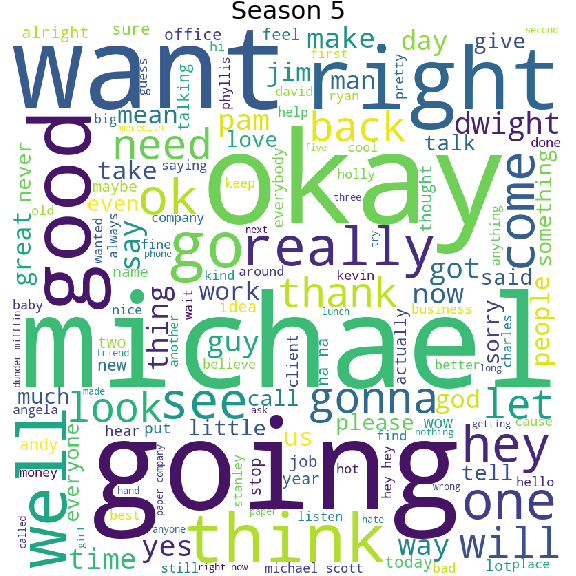 Season 5
alright
sure
office
hi
feel
make
day
give
second
want
right
guess
mean
talking
phyllis
jim
first
man
pretty
big
meredith
pam
david
ryan
back
dwight
help
talk
done
good
never
need
love
five
cool
okay
take
saying
everybody
holly
thought
come
something
old
maybe
even
ok
keep
three
anything
great
wanted
always
say
company
go
really
next
try
got
said
fine
phone
name
kind
around
kevin
now
people
baby
nice
thing
work
wait
idea
thank
business
sorry
charles
dunder mifflin
michael
two
another
guy
lunch
actually
friend
new
believe
client
na na
better
long
much
made
look
see
call
gonna
god
let
angela
ask
please
wow
cause
well
andy
everyone
hear
put
little
us
find
nothing
hey
going
money
paper company
stanley
stop
job
year
hot
hey hey
wrong
getting
tell
hello
one
hand
best
think
called
girl
time
yes
anyone
paper
listen
hate
way
will
today
still
right now
michael scott
bad
lot
place